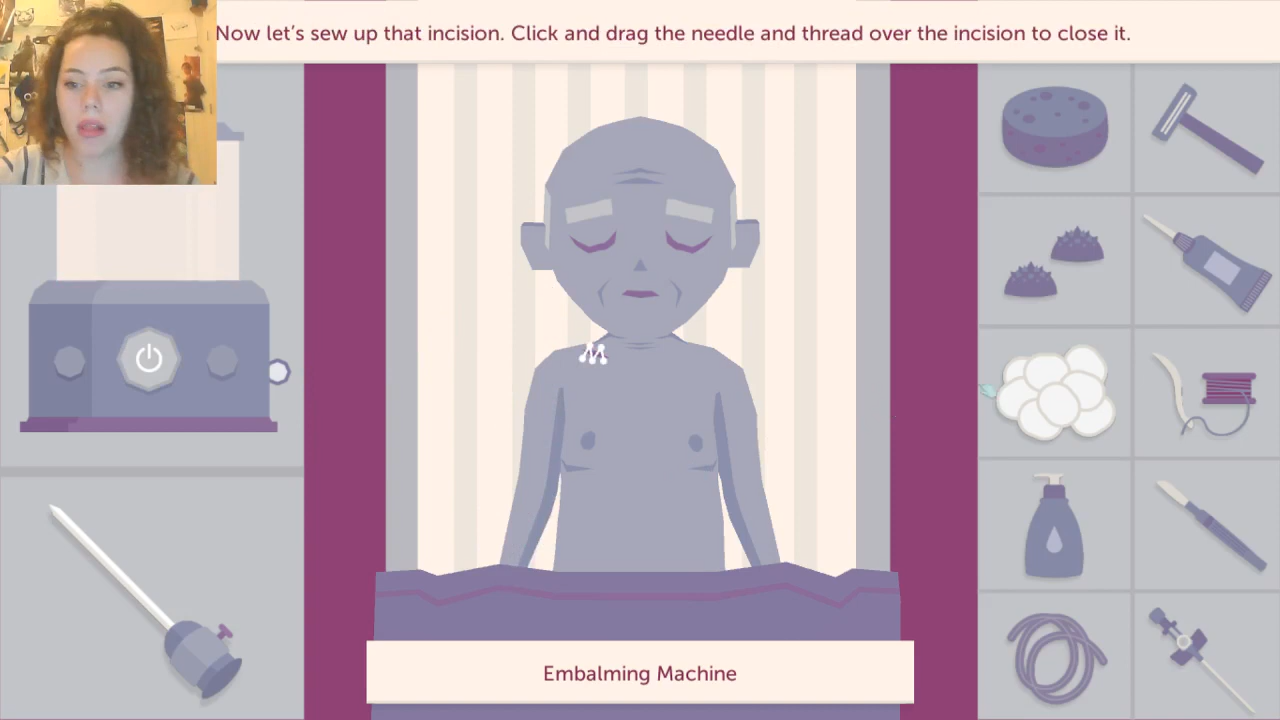 Now let’s sew up that incision. Click and drag the needle and thread over the incision to close it.
Embalming Machine